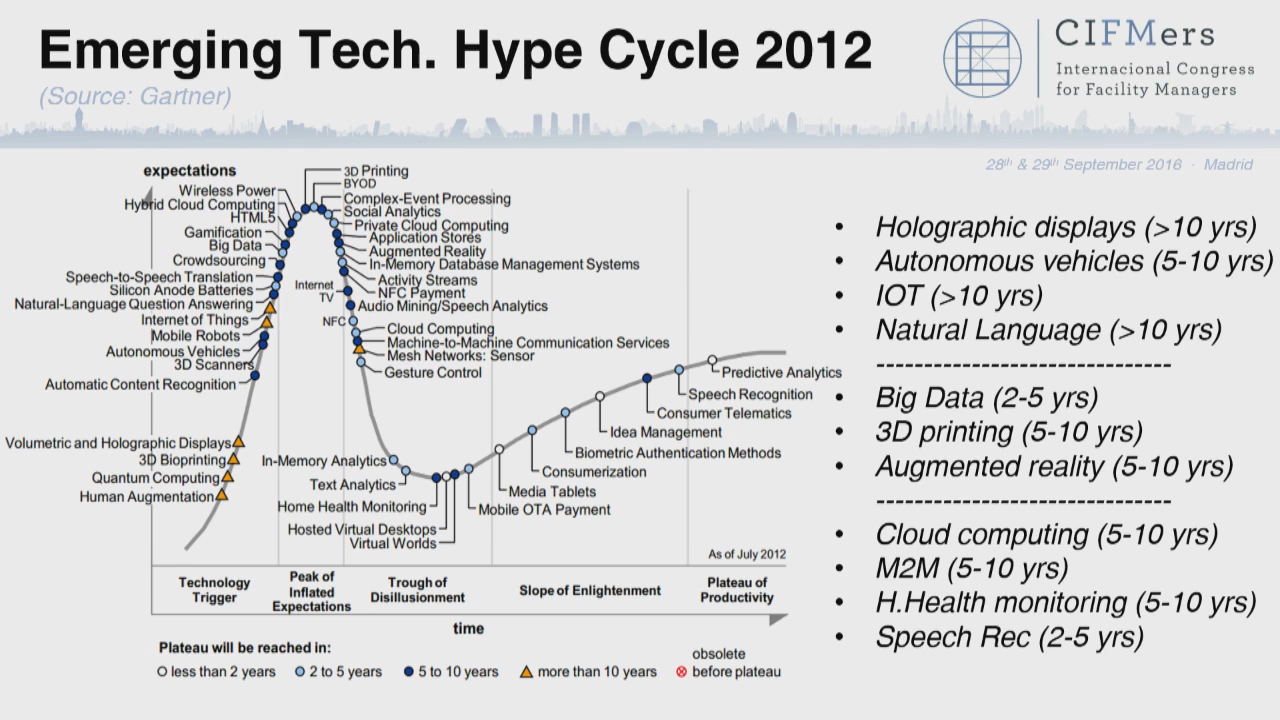 Emerging Tech. Hype Cycle 2012
(Source: Gartner)
CIFMers
Internacional Congress
for Facility Managers
28th & 29th September 2016 · Madrid
expectations
3D Printing
BYOD
Wireless Power
Complex-Event Processing
Hybrid Cloud Computing
Social Analytics
HTML5
Private Cloud Computing
Gamification
Application Stores
Big Data
Augmented Reality
Crowdsourcing
In-Memory Database Management Systems
Speech-to-Speech Translation
Activity Streams
Silicon Anode Batteries
Internet
TV
NFC Payment
Natural-Language Question Answering
Audio Mining/Speech Analytics
Internet of Things
NFC
Cloud Computing
Mobile Robots
Machine-to-Machine Communication Services
Autonomous Vehicles
Mesh Networks: Sensor
3D Scanners
Gesture Control
Automatic Content Recognition
Predictive Analytics
Speech Recognition
Consumer Telematics
Idea Management
Volumetric and Holographic Displays
Biometric Authentication Methods
3D Bioprinting
In-Memory Analytics
Consumerization
Quantum Computing
Text Analytics
Media Tablets
Human Augmentation
Home Health Monitoring
Mobile OTA Payment
Hosted Virtual Desktops
Virtual Worlds
As of July 2012
Technology
Trigger
Peak of
Inflated
Expectations
Trough of
Disillusionment
Slope of Enlightenment
Plateau of
Productivity
time
Plateau will be reached in:
less than 2 years
2 to 5 years
5 to 10 years
more than 10 years
obsolete
before plateau
• Holographic displays (>10 yrs)
• Autonomous vehicles (5-10 yrs)
• IOT (>10 yrs)
• Natural Language (>10 yrs)
------------------------------
• Big Data (2-5 yrs)
• 3D printing (5-10 yrs)
• Augmented reality (5-10 yrs)
------------------------------
• Cloud computing (5-10 yrs)
• M2M (5-10 yrs)
• H.Health monitoring (5-10 yrs)
• Speech Rec (2-5 yrs)